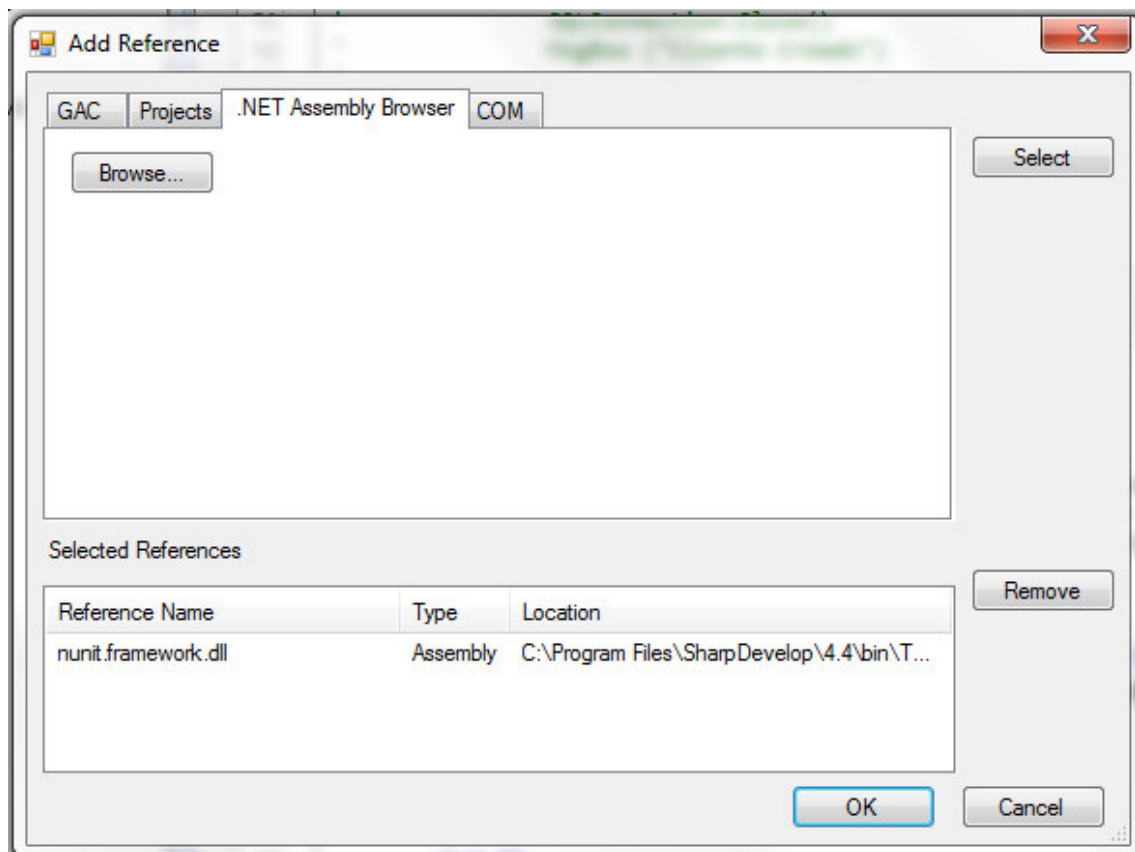 Add Reference
GAC Projects .NET Assembly Browser COM
Browse...
Select
Selected References
Remove
Reference Name Type Location
nunit.framework.dll Assembly C:\Program Files\SharpDevelop\4.4\bin\T...
OK Cancel